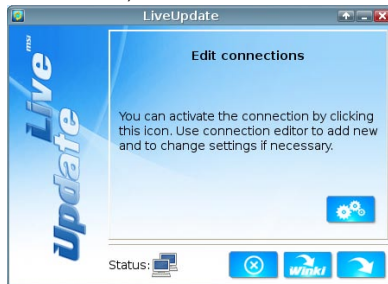 LiveUpdate
msi
Live
Update
Edit connections
You can activate the connection by clicking
this icon. Use connection editor to add new
and to change settings if necessary.
Status:
Winki